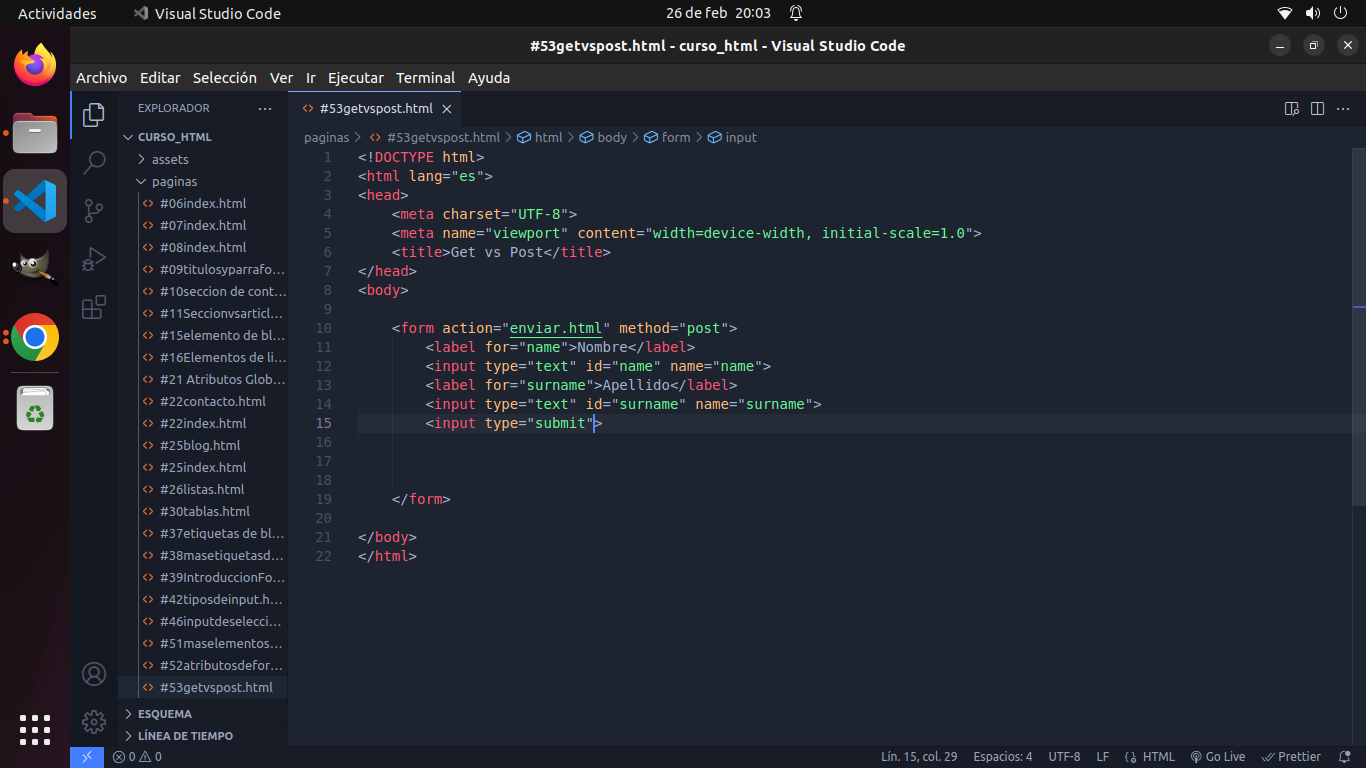 Actividades
Visual Studio Code
26 de feb 20:03
#53getvspost.html - curso_html - Visual Studio Code
Archivo Editar Selección Ver Ir Ejecutar Terminal Ayuda
EXPLORADOR
CURSO_HTML
assets
paginas
#06index.html
#07index.html
#08index.html
#09titulosyparrafo...
#10seccion de cont...
#11Seccionvsarticl...
#15elemento de bl...
#16Elementos de li...
#21 Atributos Glob...
#22contacto.html
#22index.html
#25blog.html
#25index.html
#26listas.html
#30tablas.html
#37etiquetas de bl...
#38masetiquetasd...
#39IntroduccionFo...
#42tiposdeinput.h...
#46inputdeselecci...
#51maselementos...
#52atributosdefor...
#53getvspost.html
ESQUEMA
LÍNEA DE TIEMPO
#53getvspost.html
paginas > #53getvspost.html > html > body > form > input
1 <!DOCTYPE html>
2 <html lang="es">
3 <head>
4 <meta charset="UTF-8">
5 <meta name="viewport" content="width=device-width, initial-scale=1.0">
6 <title>Get vs Post</title>
7 </head>
8 <body>
9
10 <form action="enviar.html" method="post">
11 <label for="name">Nombre</label>
12 <input type="text" id="name" name="name">
13 <label for="surname">Apellido</label>
14 <input type="text" id="surname" name="surname">
15 <input type="submit">
16
17
18
19 </form>
20
21 </body>
22 </html>
0 0
Lín. 15, col. 29 Espacios: 4 UTF-8 LF HTML Go Live Prettier